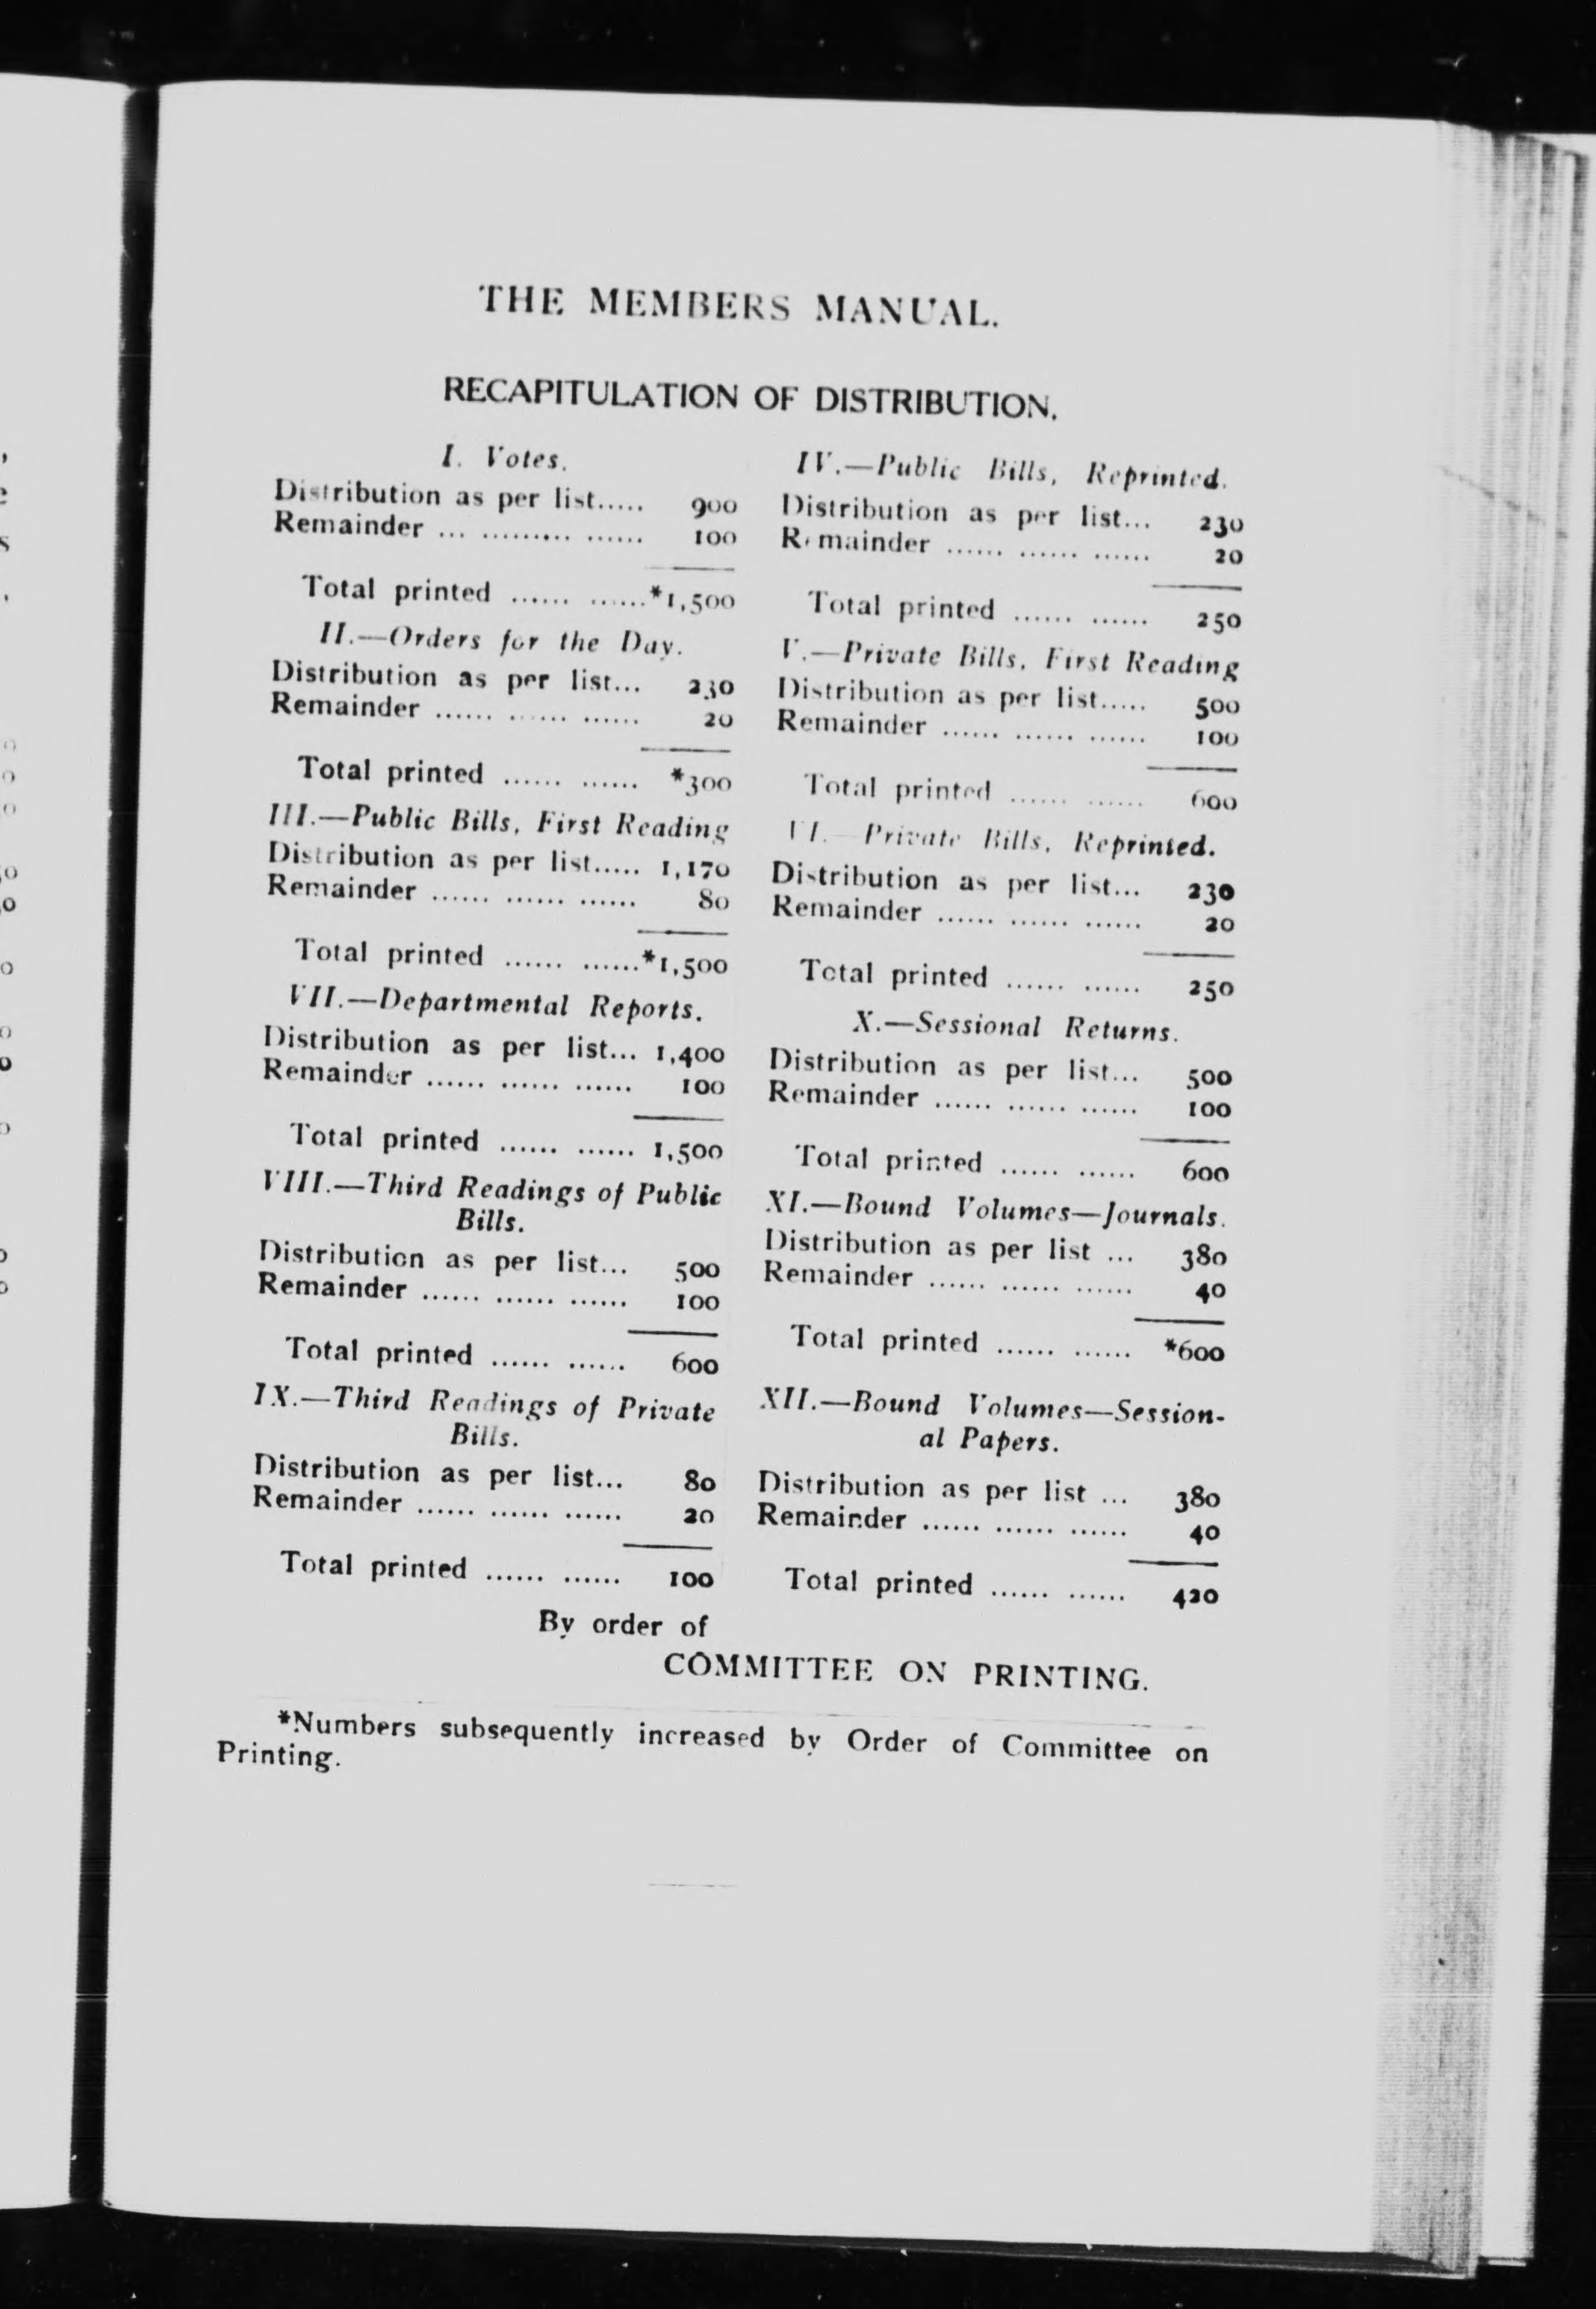 THE MEMBERS MANUAL.
RECAPITULATION OF DISTRIBUTION.
I. Votes.
Distribution as per list..... 900
Remainder ... ......... ...... 100
Total printed ...... ......*1,500
II.—Orders for the Day.
Distribution as per list... 230
Remainder ...... ...... ...... 20
Total printed ...... ...... *300
III.—Public Bills, First Reading
Distribution as per list..... 1,170
Remainder ...... ...... ...... 80
Total printed ...... ......*1,500
VII.—Departmental Reports.
Distribution as per list... 1,400
Remainder ...... ...... ...... 100
Total printed ...... ...... 1,500
VIII.—Third Readings of Public
Bills.
Distribution as per list... 500
Remainder ...... ...... ...... 100
Total printed ...... ...... 600
IX.—Third Readings of Private
Bills.
Distribution as per list... 80
Remainder ...... ...... ...... 20
Total printed ...... ...... 100
IV.—Public Bills, Reprinted.
Distribution as per list... 230
Remainder ...... ...... ...... 20
Total printed ...... ...... 250
V.—Private Bills, First Reading
Distribution as per list..... 500
Remainder ...... ...... ...... 100
Total printed ...... ...... 600
VI.—Private Bills, Reprinted.
Distribution as per list... 230
Remainder ...... ...... ...... 20
Total printed ...... ...... 250
X.—Sessional Returns.
Distribution as per list... 500
Remainder ...... ...... ...... 100
Total printed ...... ...... 600
XI.—Bound Volumes—Journals.
Distribution as per list ... 380
Remainder ...... ...... ...... 40
Total printed ...... ...... *600
XII.—Bound Volumes—Session-
al Papers.
Distribution as per list ... 380
Remainder ...... ...... ...... 40
Total printed ...... ...... 420
By order of
COMMITTEE ON PRINTING.
*Numbers subsequently increased by Order of Committee on
Printing.